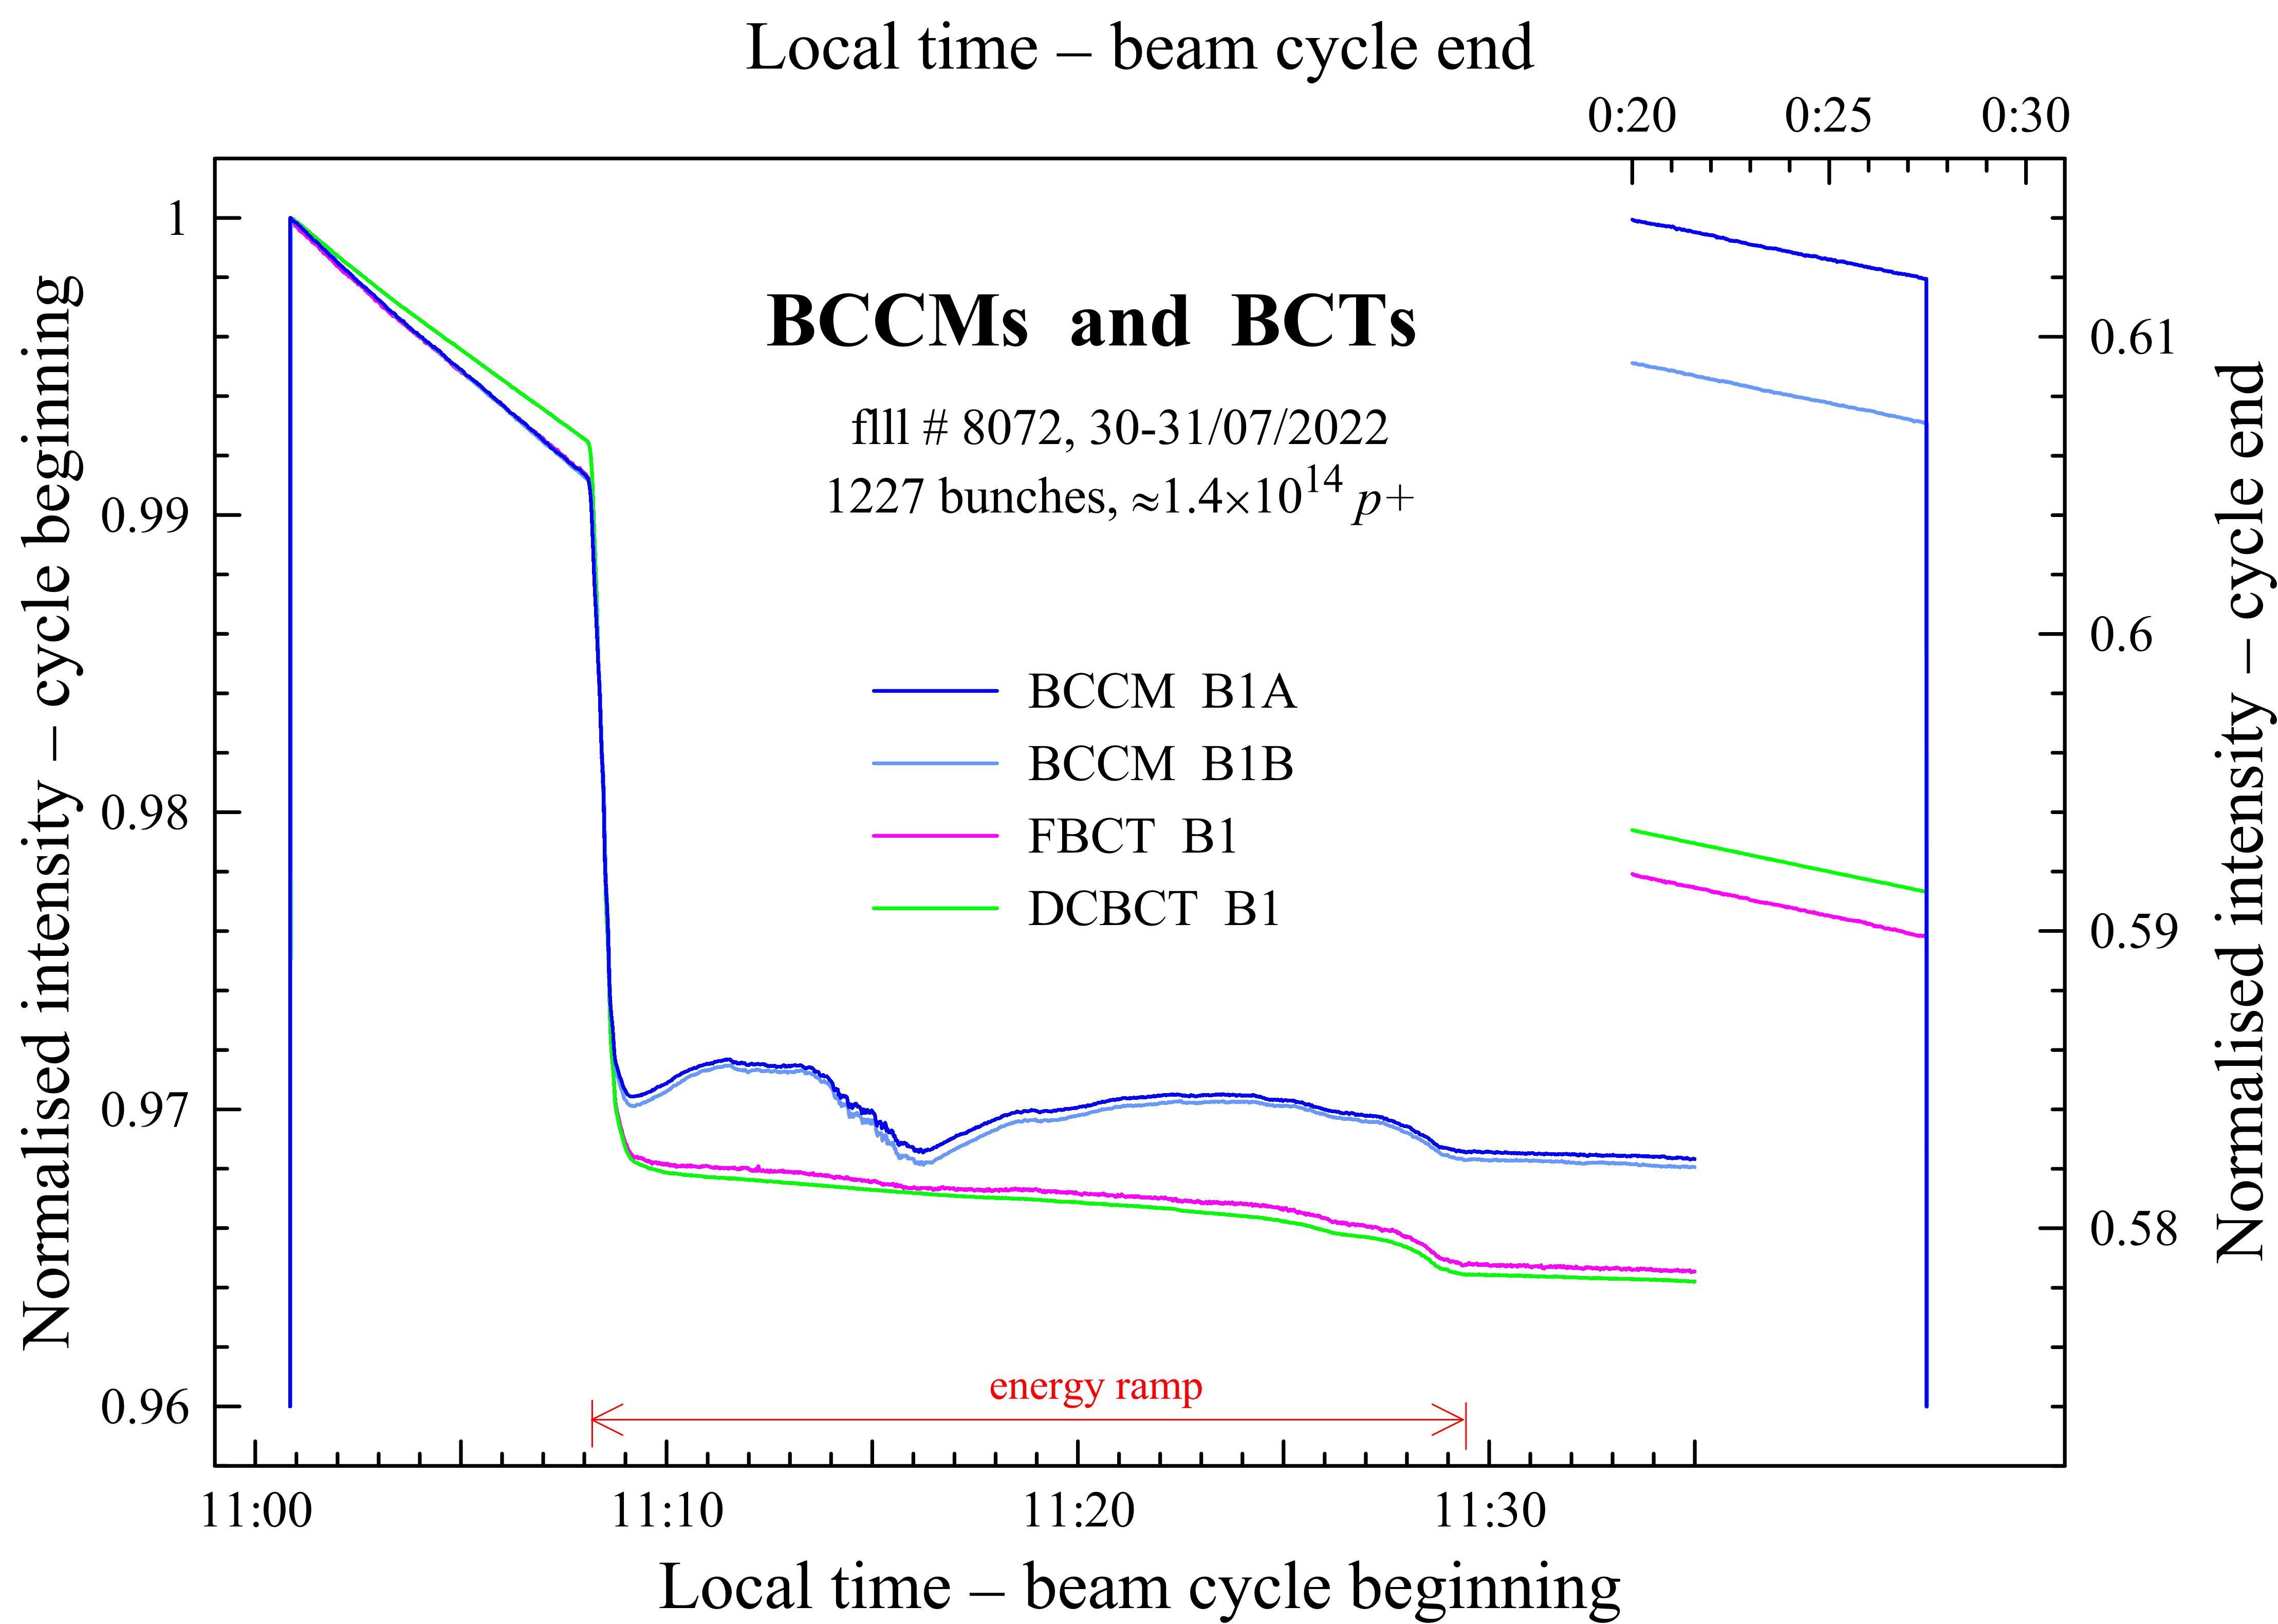 Local time – beam cycle end
0:20 0:25 0:30
Normalised intensity – cycle beginning
1
0.99
0.98
0.97
0.96
BCCMs and BCTs
fllll # 8072, 30-31/07/2022
1227 bunches, ≈1.4×10¹⁴ p+
BCCM B1A
BCCM B1B
FBCT B1
DCBCT B1
energy ramp
0.61
0.6
0.59
0.58
Normalised intensity – cycle end
11:00 11:10 11:20 11:30
Local time – beam cycle beginning